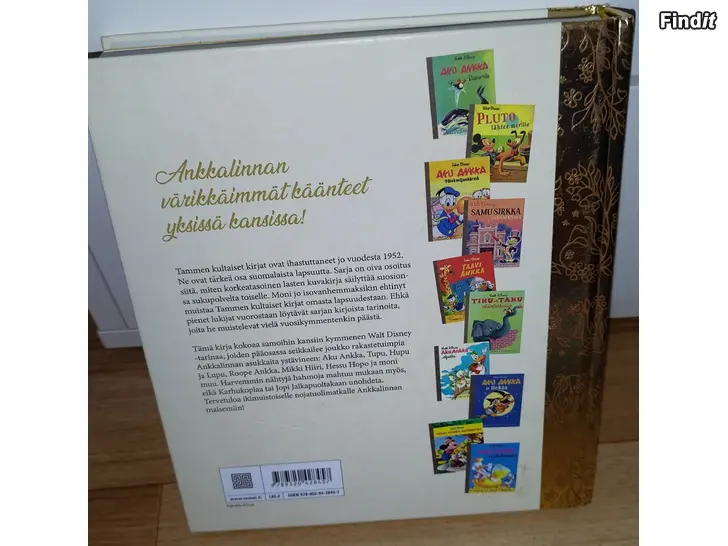 Findit
Ankkalinnan
värikkäimmät käänteet
yksissä kansissa!
Tammen kultaiset kirjat ovat ihastuttaneet jo vuodesta 1952.
Ne ovat tärkeä osa suomalaista lapsuutta. Sarja on oiva osoitus
siitä, miten korkeatasoinen lasten kuvakirja säilyttää suosion-
sa sukupolvelta toiselle. Moni jo isovanhemmaksikin ehtinyt
muistaa Tammen kultaiset kirjat omasta lapsuudestaan. Ehkä
pienet lukijat vuorostaan löytävät sarjan kirjoista tarinoita,
joita he muistelevat vielä vuosikymmentenkin päästä.
Tämä kirja kokoaa samoihin kansiin kymmenen Walt Disney
-tarinaa, joiden pääosassa seikkailee joukko rakastetuimpia
Ankkalinnan asukkaita ystävineen: Aku Ankka, Tupu, Hupu
ja Lupu, Roope Ankka, Mikki Hiiri, Hessu Hopo ja moni
muu. Harvemmin nähtyjä hahmoja mahtuu mukaan myös,
eikä Karhukoplaa tai Jopi Jalkapuoltakaan unohdeta.
Tervetuloa ikimuistoiselle nojatuolimatkalle Ankkalinnan
maisemiin!
AKU ANKKA
PLUTO
lähtee merille
AKU ANKKA
SAMU SIRKKA
TAAVI
ANKKA
TIKU-TAKU
AKU ANKKA